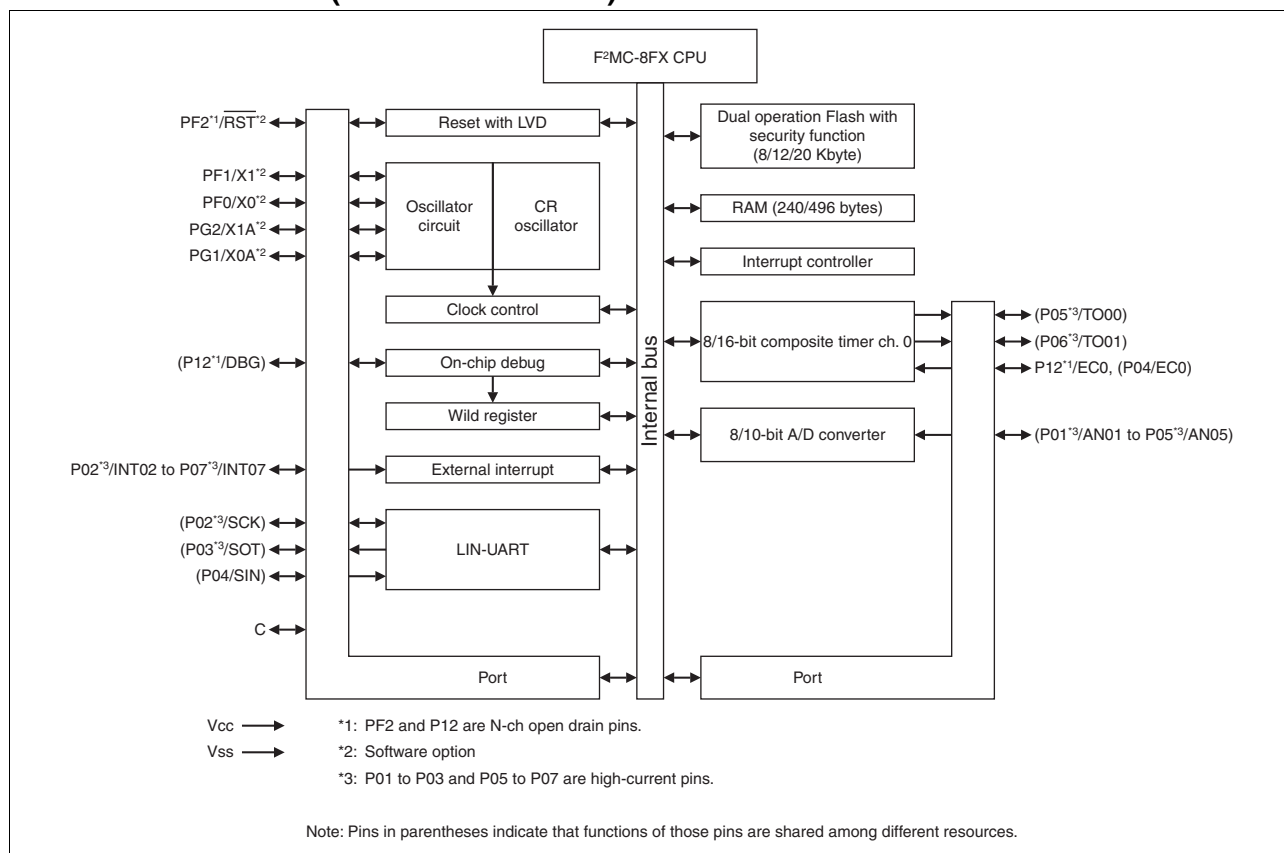 F²MC-8FX CPU
PF2*1/RST*2
Reset with LVD
Dual operation Flash with
security function
(8/12/20 Kbyte)
PF1/X1*2
PF0/X0*2
PG2/X1A*2
PG1/X0A*2
Oscillator
circuit
CR
oscillator
RAM (240/496 bytes)
Interrupt controller
Clock control
Internal bus
8/16-bit composite timer ch. 0
(P05*3/TO00)
(P06*3/TO01)
P12*1/EC0, (P04/EC0)
(P12*1/DBG)
On-chip debug
Wild register
8/10-bit A/D converter
(P01*3/AN01 to P05*3/AN05)
P02*3/INT02 to P07*3/INT07
External interrupt
(P02*3/SCK)
(P03*3/SOT)
(P04/SIN)
LIN-UART
C
Port
Port
Vcc
Vss
*1: PF2 and P12 are N-ch open drain pins.
*2: Software option
*3: P01 to P03 and P05 to P07 are high-current pins.
Note: Pins in parentheses indicate that functions of those pins are shared among different resources.